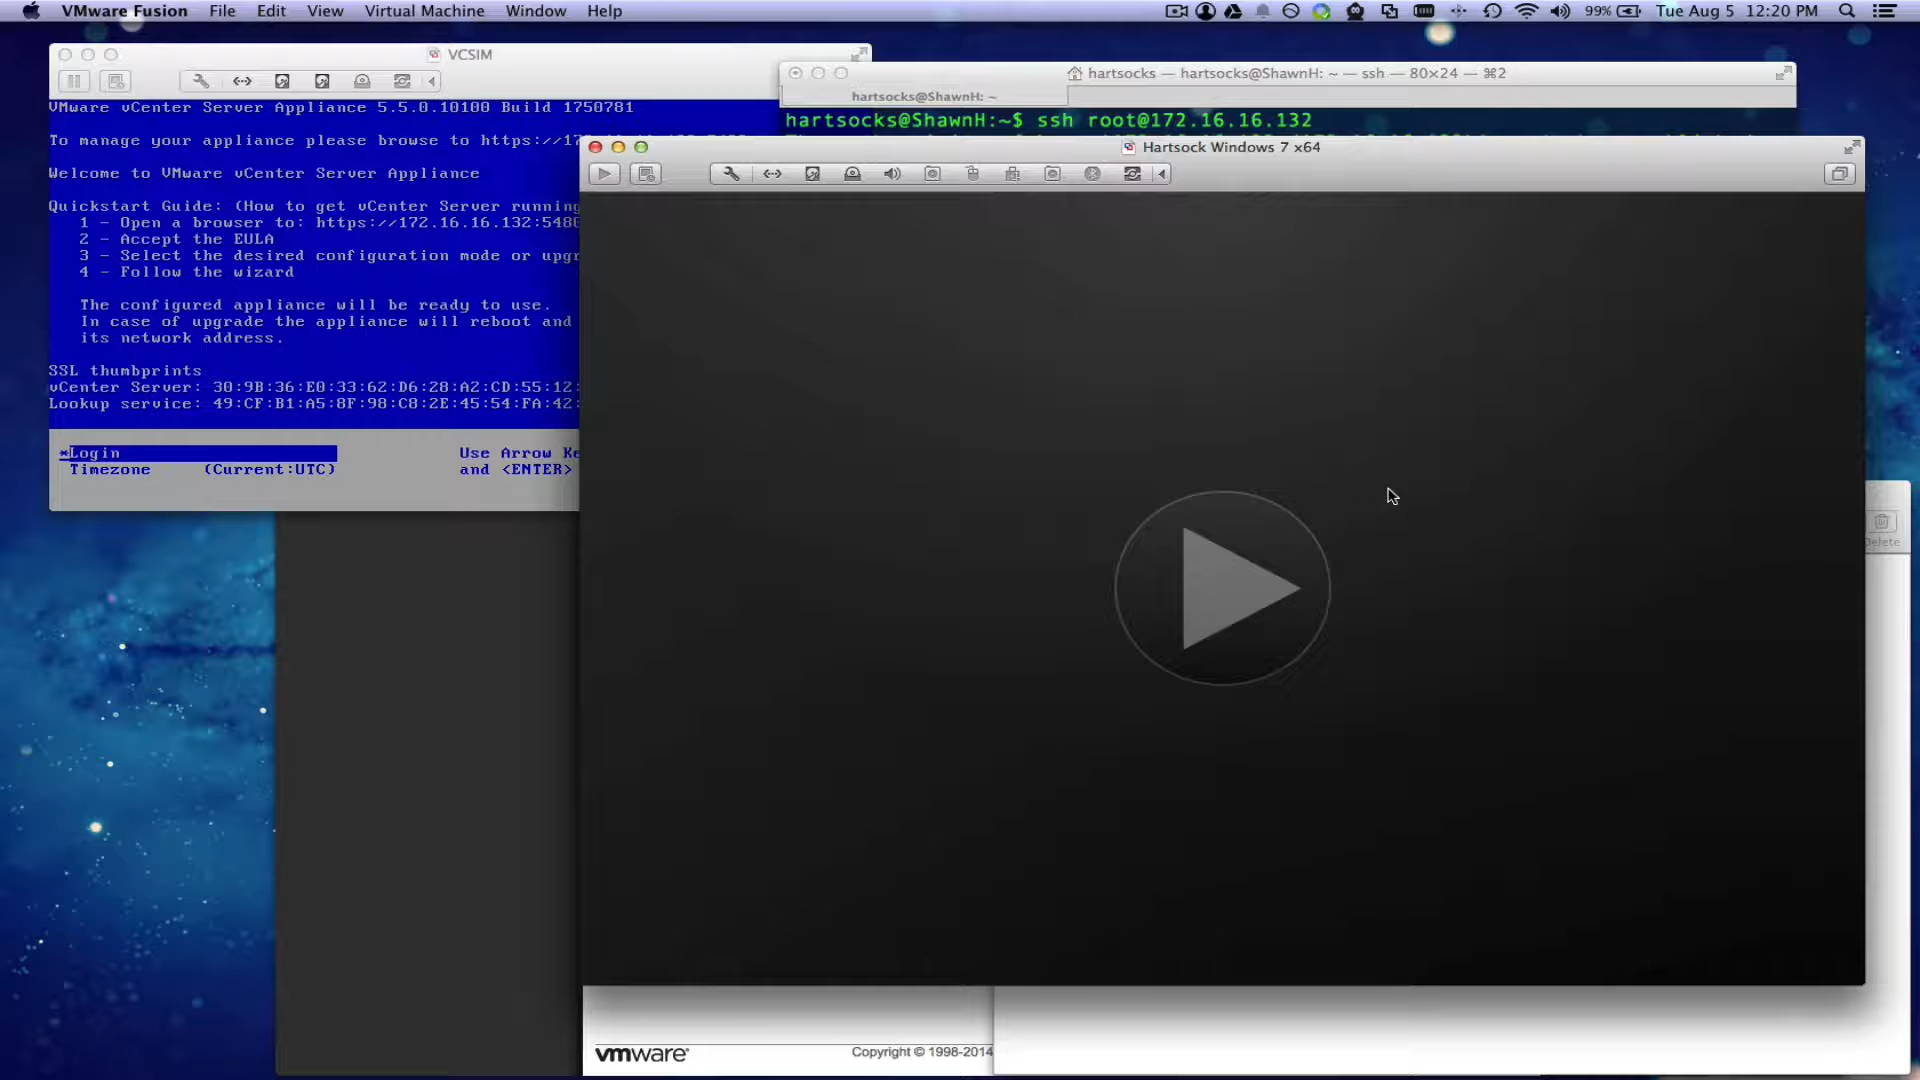 VMware Fusion File Edit View Virtual Machine Window Help 99% Tue Aug 5 12:20 PM
VCSIM
VMware vCenter Server Appliance 5.5.0.10100 Build 1750781
To manage your appliance please browse to https://17
Welcome to VMware vCenter Server Appliance
Quickstart Guide: (How to get vCenter Server running
1 - Open a browser to: https://172.16.16.132:5480
2 - Accept the EULA
3 - Select the desired configuration mode or upgr
4 - Follow the wizard
The configured appliance will be ready to use.
In case of upgrade the appliance will reboot and
its network address.
SSL thumbprints
vCenter Server: 30:9B:36:E0:33:62:D6:28:A2:CD:55:12:
Lookup service: 49:CF:B1:A5:8F:98:C8:2E:45:54:FA:42:
*Login
Use Arrow Ke
Timezone (Current:UTC)
and <ENTER>
hartsocks — hartsocks@ShawnH: ~ — ssh — 80×24 — ⌘2
hartsocks@ShawnH: ~
hartsocks@ShawnH:~$ ssh root@172.16.16.132
Hartsock Windows 7 x64
Delete
vmware®
Copyright © 1998-2014